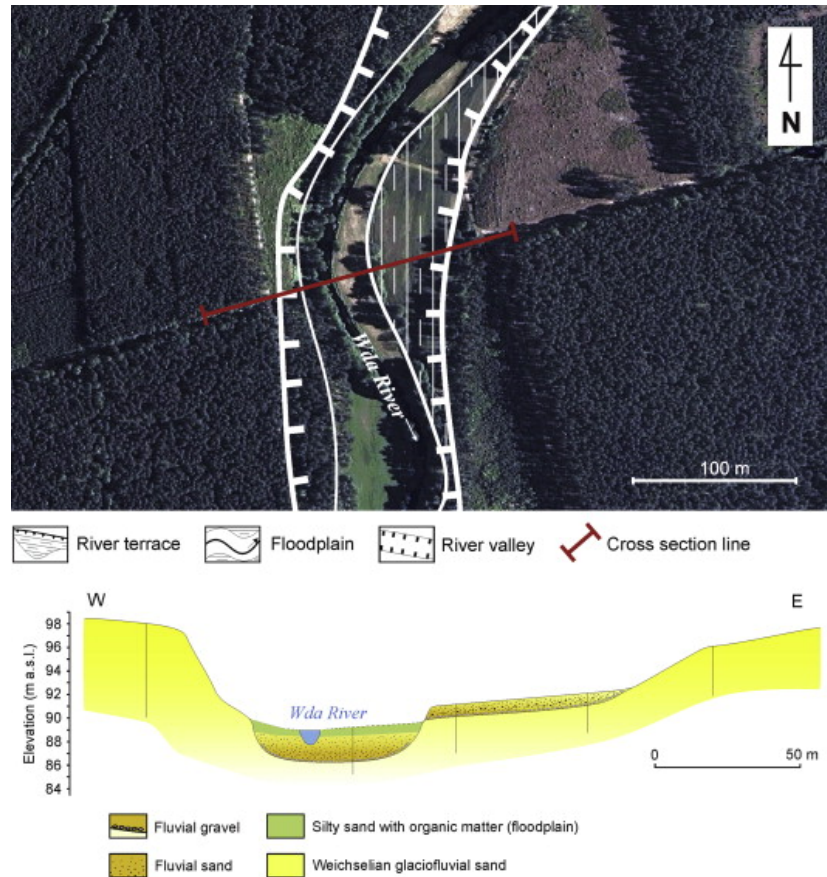 N
Wda River
100 m
River terrace
Floodplain
River valley
Cross section line
W
E
Elevation (m a.s.l.)
98
96
94
92
90
88
86
84
Wda River
0
50 m
Fluvial gravel
Silty sand with organic matter (floodplain)
Fluvial sand
Weichselian glaciofluvial sand